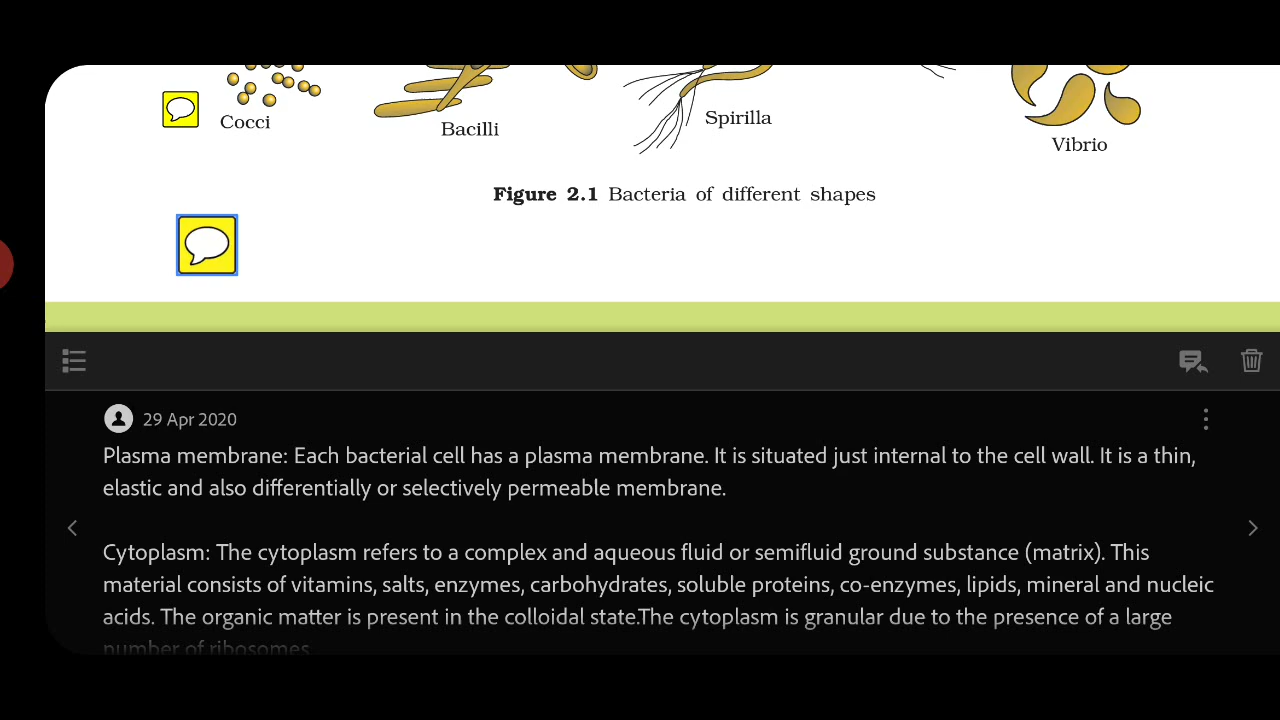 Cocci
Bacilli
Spirilla
Vibrio
Figure 2.1 Bacteria of different shapes
29 Apr 2020
Plasma membrane: Each bacterial cell has a plasma membrane. It is situated just internal to the cell wall. It is a thin,
elastic and also differentially or selectively permeable membrane.
Cytoplasm: The cytoplasm refers to a complex and aqueous fluid or semifluid ground substance (matrix). This
material consists of vitamins, salts, enzymes, carbohydrates, soluble proteins, co-enzymes, lipids, mineral and nucleic
acids. The organic matter is present in the colloidal state.The cytoplasm is granular due to the presence of a large
number of ribosomes.